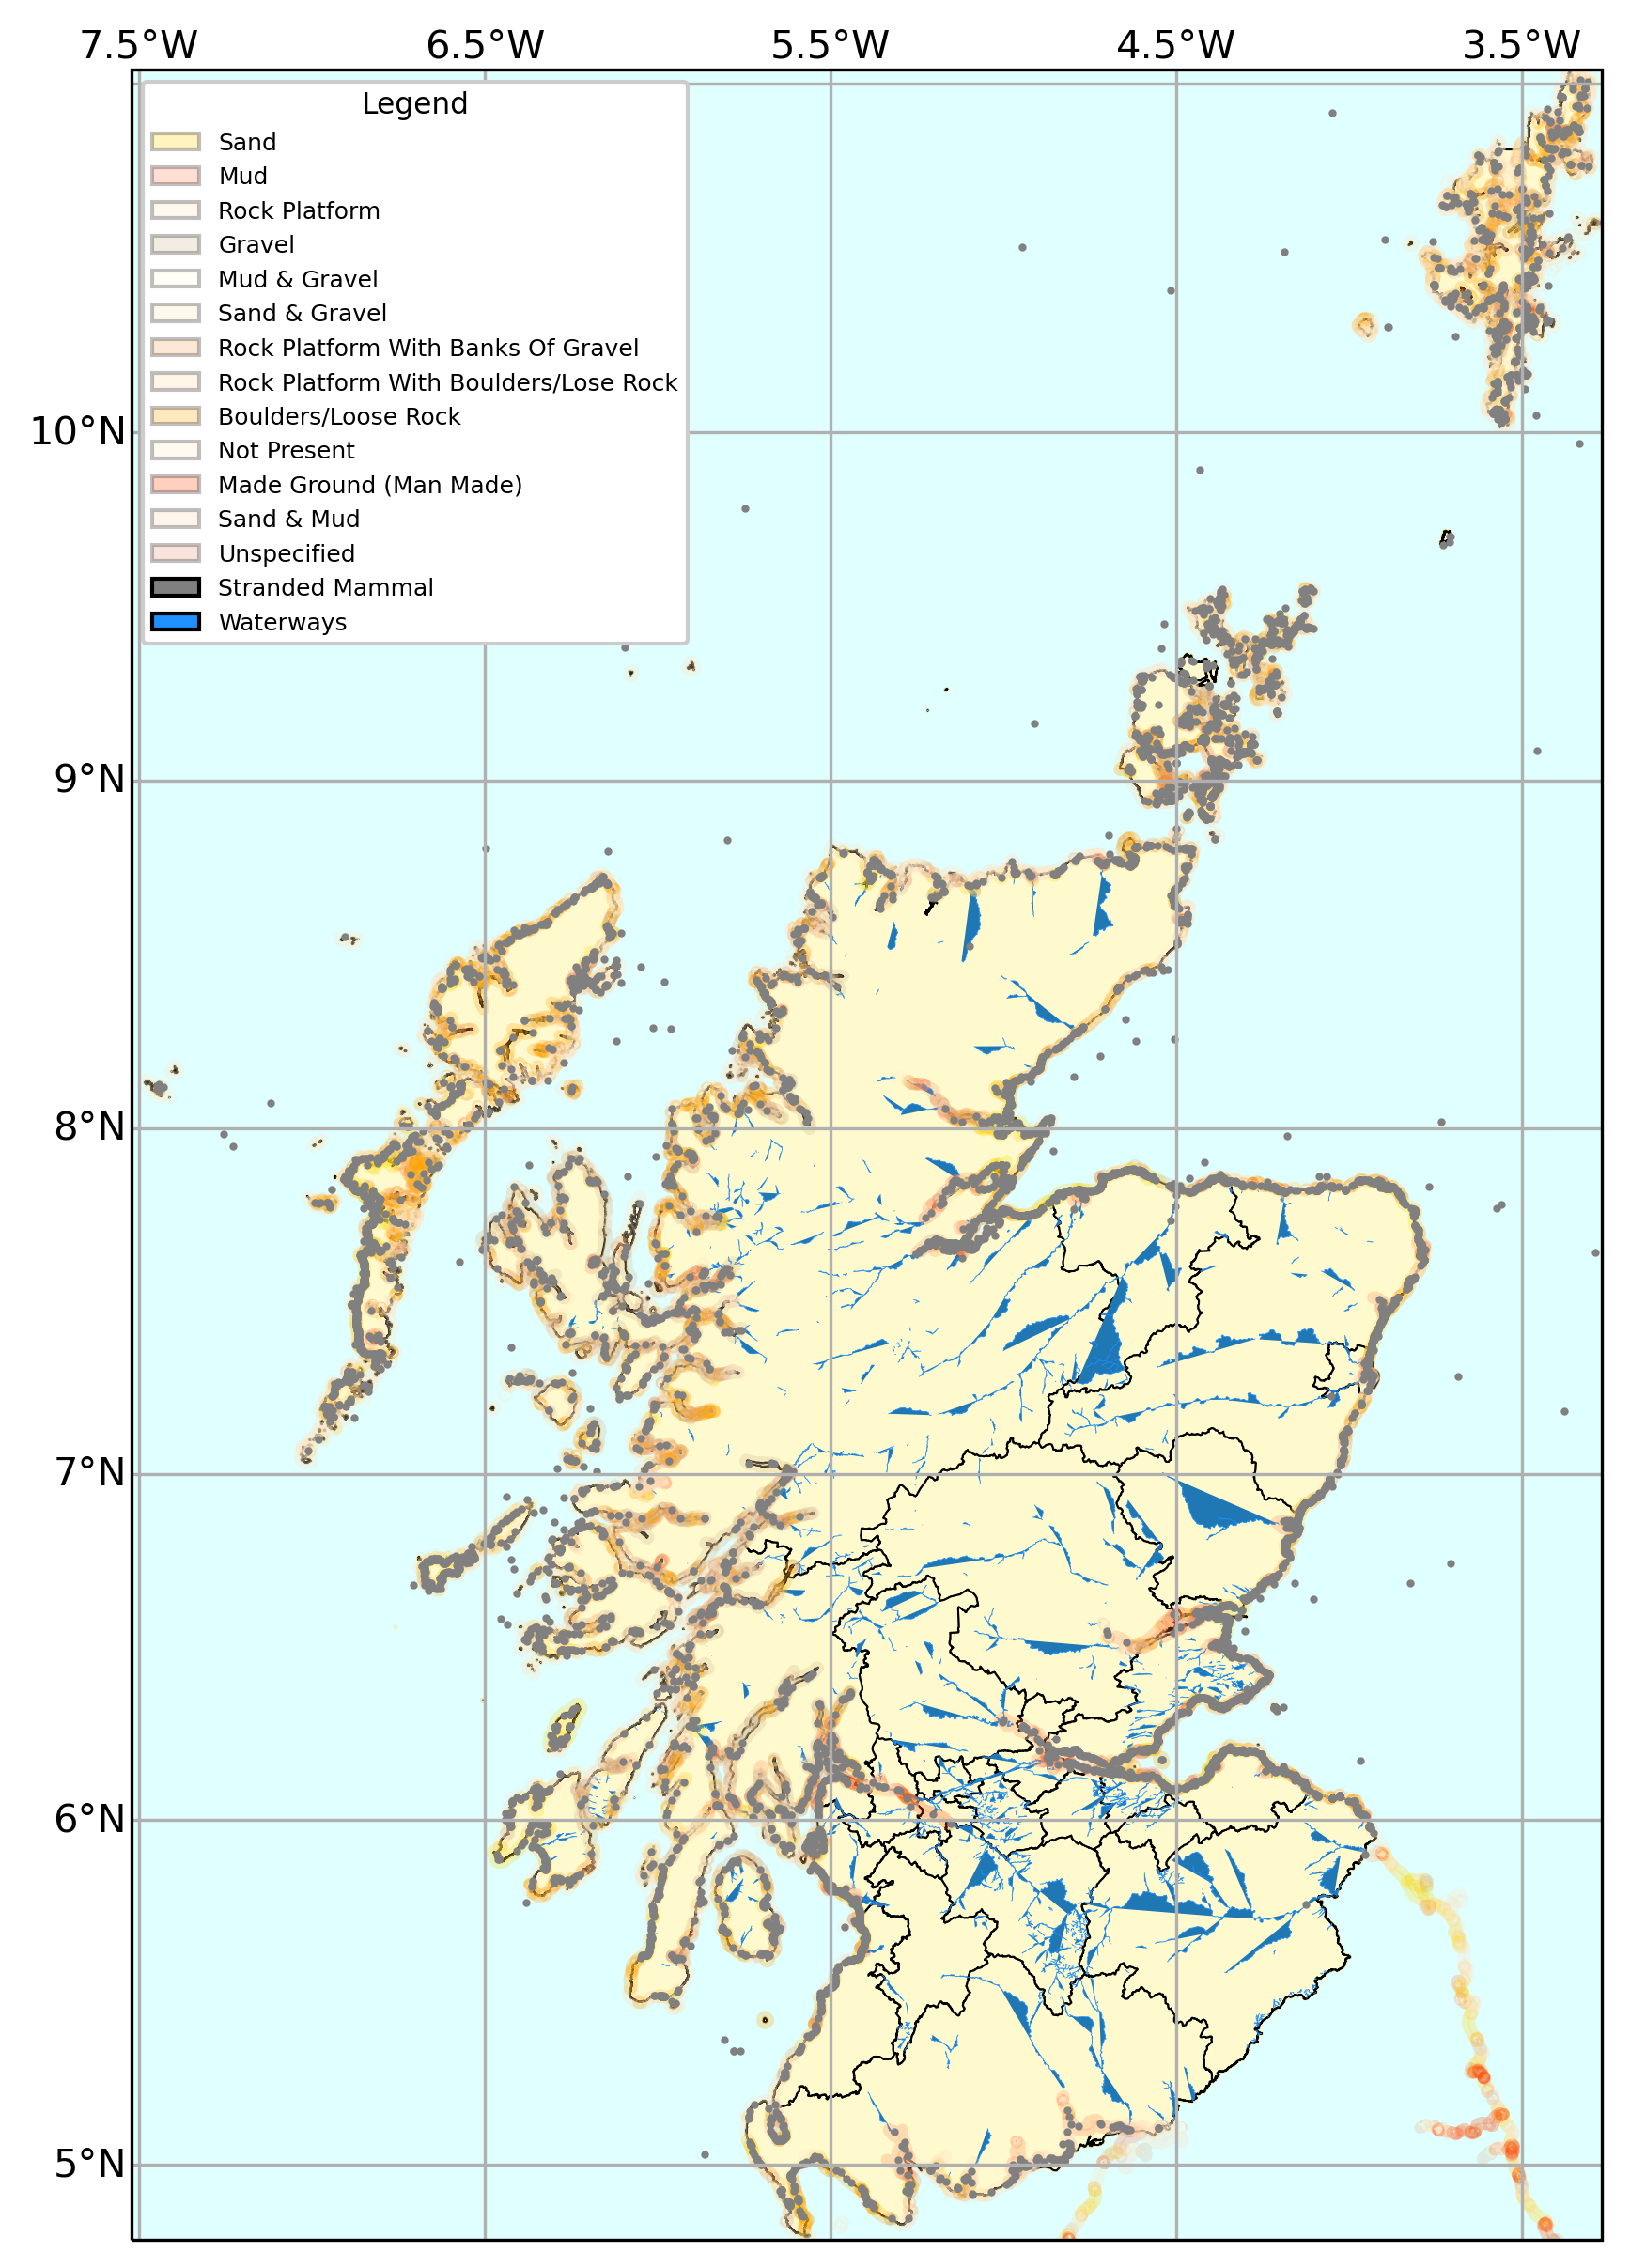 7.5°W 6.5°W 5.5°W 4.5°W 3.5°W
Legend
Sand
Mud
Rock Platform
Gravel
Mud & Gravel
Sand & Gravel
Rock Platform With Banks Of Gravel
Rock Platform With Boulders/Lose Rock
Boulders/Loose Rock
Not Present
Made Ground (Man Made)
Sand & Mud
Unspecified
Stranded Mammal
Waterways
10°N
9°N
8°N
7°N
6°N
5°N